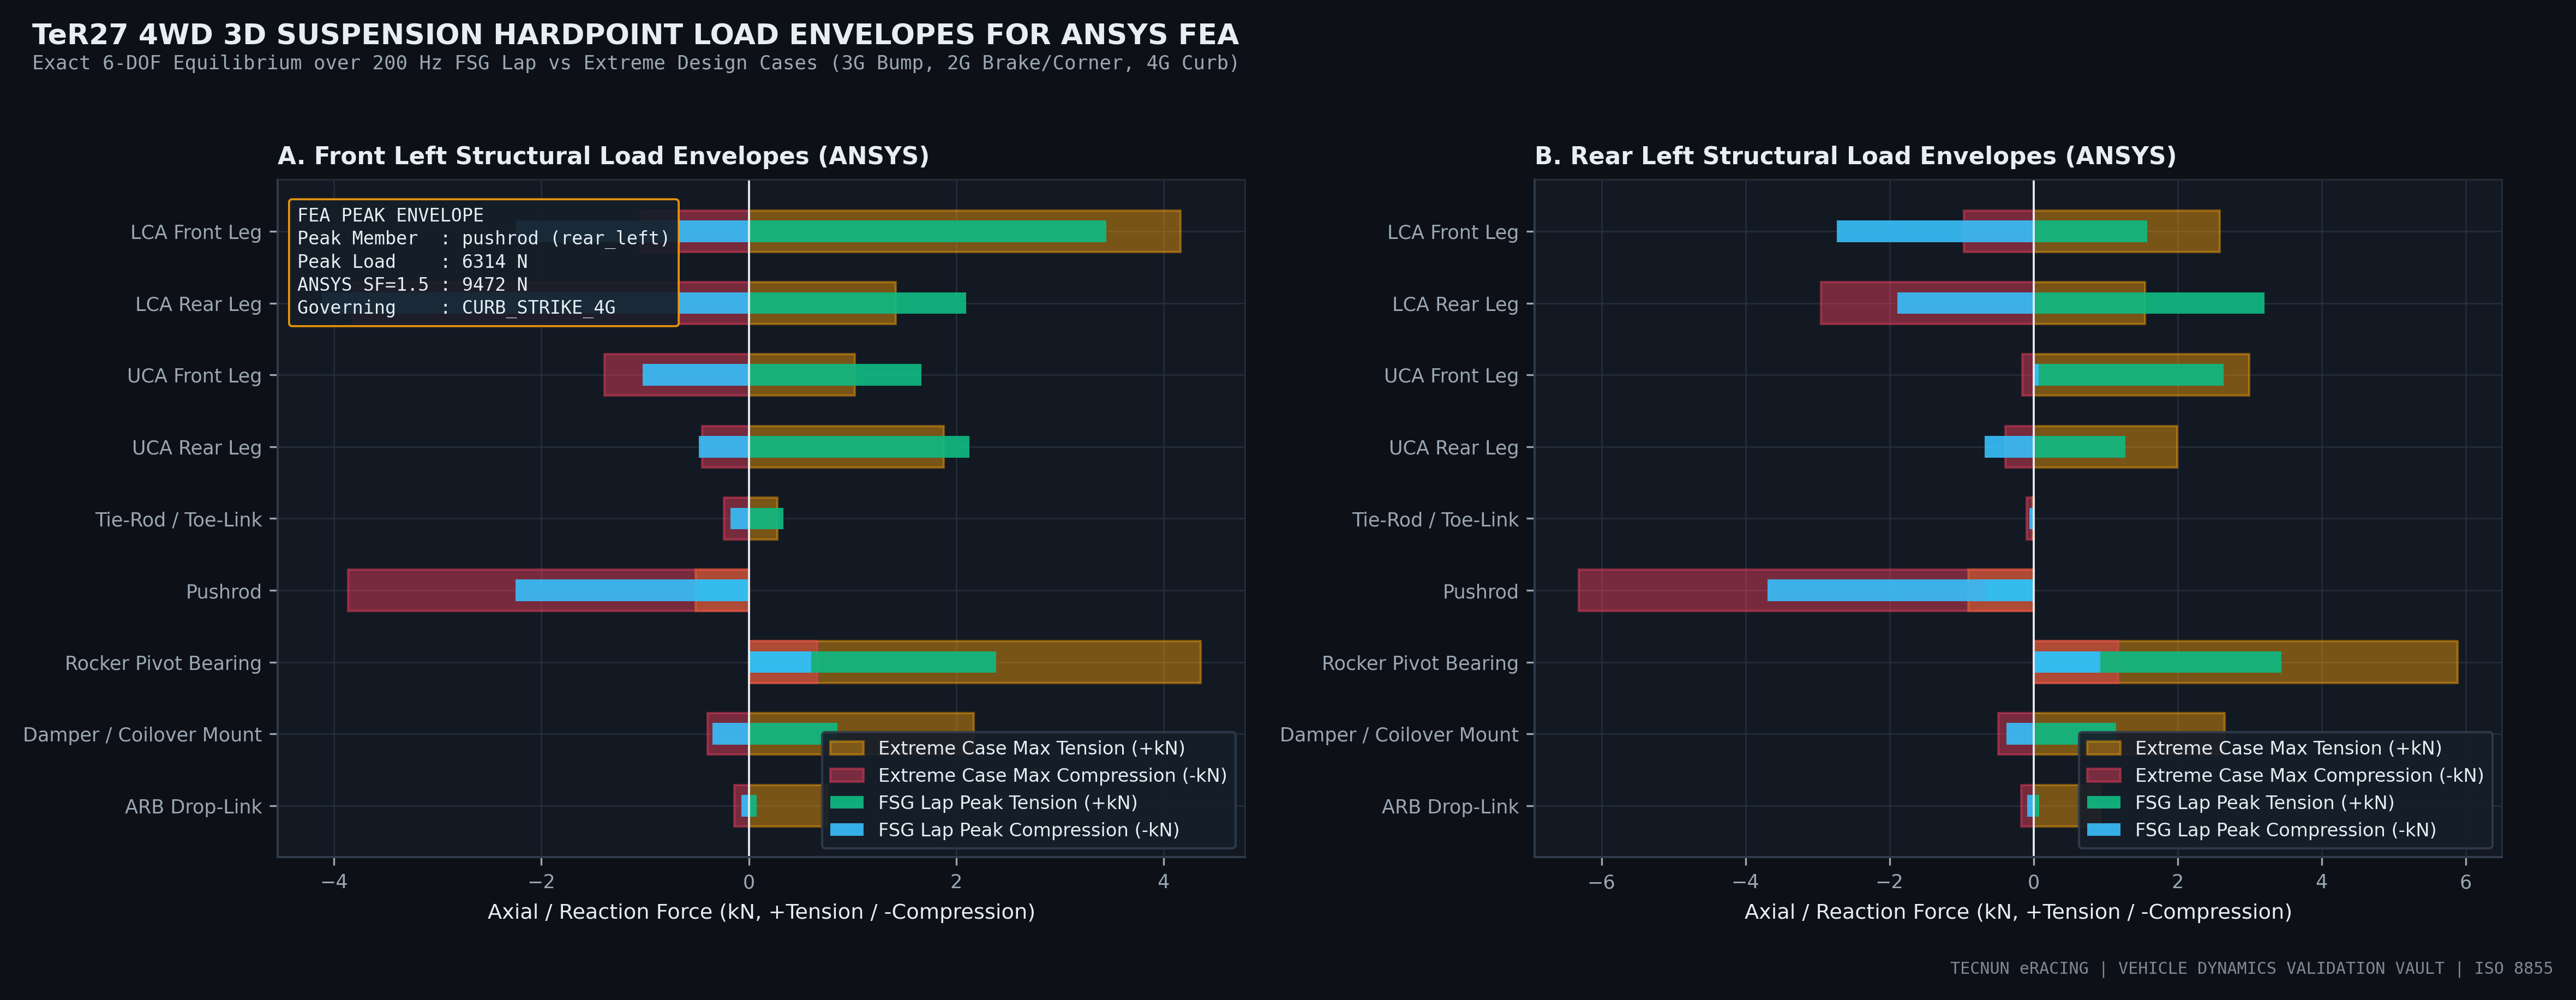 TeR27 4WD 3D SUSPENSION HARDPOINT LOAD ENVELOPES FOR ANSYS FEA
Exact 6-DOF Equilibrium over 200 Hz FSG Lap vs Extreme Design Cases (3G Bump, 2G Brake/Corner, 4G Curb)
A. Front Left Structural Load Envelopes (ANSYS)
FEA PEAK ENVELOPE
Peak Member  : pushrod (rear_left)
Peak Load    : 6314 N
ANSYS SF=1.5 : 9472 N
Governing    : CURB_STRIKE_4G
LCA Front Leg
LCA Rear Leg
UCA Front Leg
UCA Rear Leg
Tie-Rod / Toe-Link
Pushrod
Rocker Pivot Bearing
Damper / Coilover Mount
ARB Drop-Link
Extreme Case Max Tension (+kN)
Extreme Case Max Compression (-kN)
FSG Lap Peak Tension (+kN)
FSG Lap Peak Compression (-kN)
−4 −2 0 2 4
Axial / Reaction Force (kN, +Tension / -Compression)
B. Rear Left Structural Load Envelopes (ANSYS)
LCA Front Leg
LCA Rear Leg
UCA Front Leg
UCA Rear Leg
Tie-Rod / Toe-Link
Pushrod
Rocker Pivot Bearing
Damper / Coilover Mount
ARB Drop-Link
Extreme Case Max Tension (+kN)
Extreme Case Max Compression (-kN)
FSG Lap Peak Tension (+kN)
FSG Lap Peak Compression (-kN)
−6 −4 −2 0 2 4 6
Axial / Reaction Force (kN, +Tension / -Compression)
TECNUN eRACING | VEHICLE DYNAMICS VALIDATION VAULT | ISO 8855